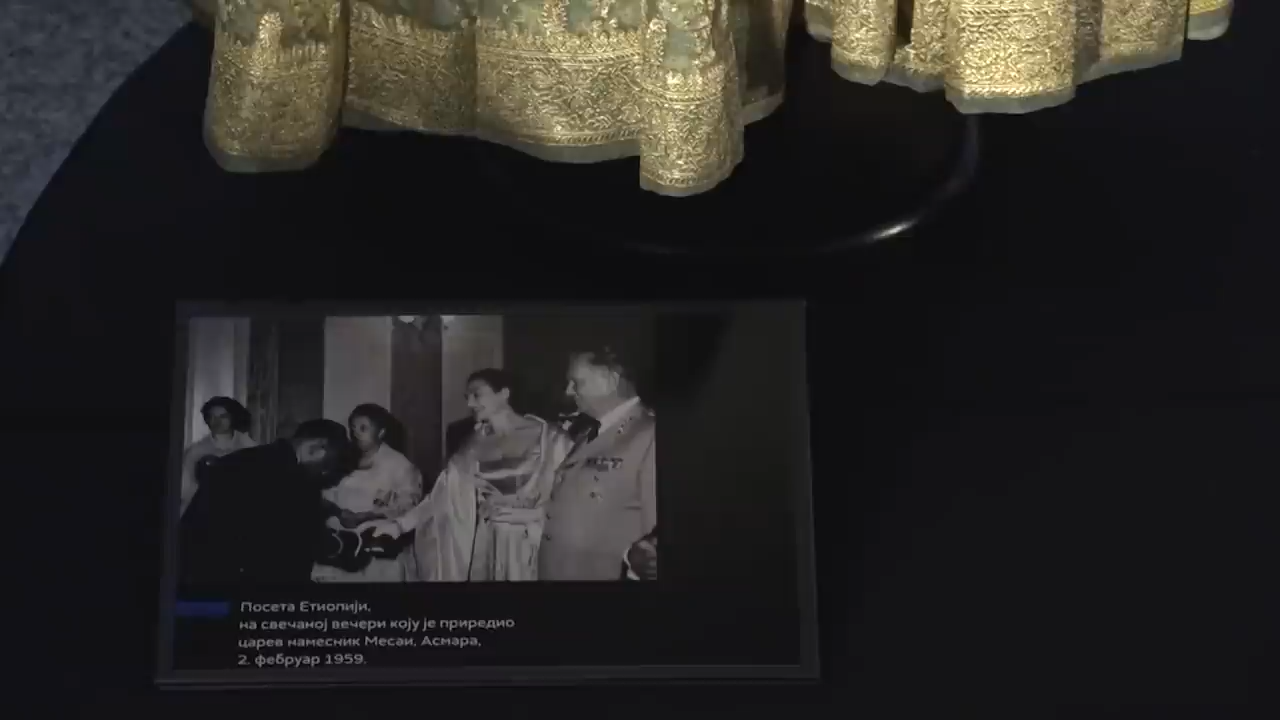 Посета Етиопији,
на свечаној вечери коју је приредио
царев намесник Месаи, Асмара,
2. фебруар 1959.